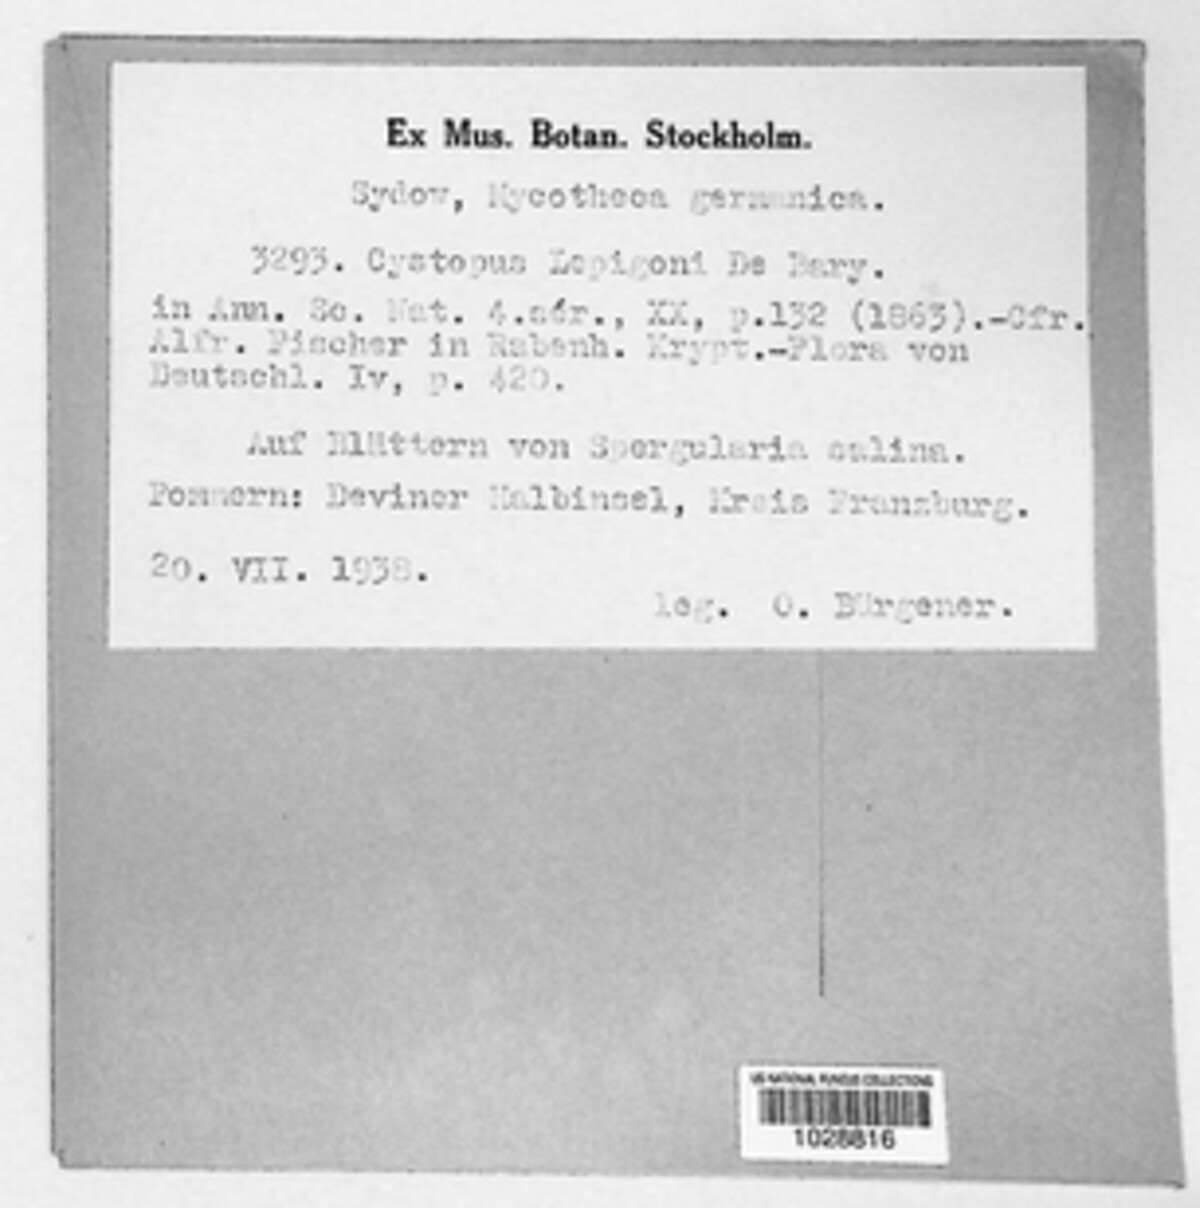 Ex Mus. Botan. Stockholm.
Sydow, Mycotheca germanica.
3293. Cystopus Lepigoni De Bary.
in Ann. Sc. Nat. 4.sér., XX, p.132 (1863).-Cfr.
Alfr. Fischer in Rabenh. Krypt.-Flora von
Deutschl. Iv, p. 420.
Auf Blättern von Spergularia salina.
Pommern: Deviner Halbinsel, Kreis Franzburg.
20. VII. 1938.
leg. O. Bürgener.
US NATIONAL FUNGUS COLLECTIONS
1028816